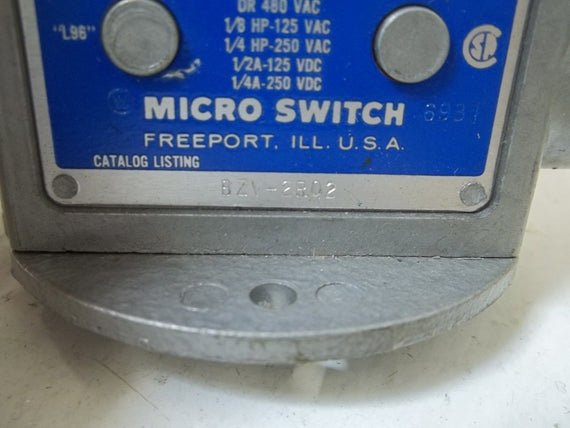 OR 480 VAC
"L96" 1/8 HP-125 VAC
1/4 HP-250 VAC
1/2A-125 VDC
1/4A-250 VDC
MICRO SWITCH
FREEPORT, ILL. U.S.A.
CATALOG LISTING